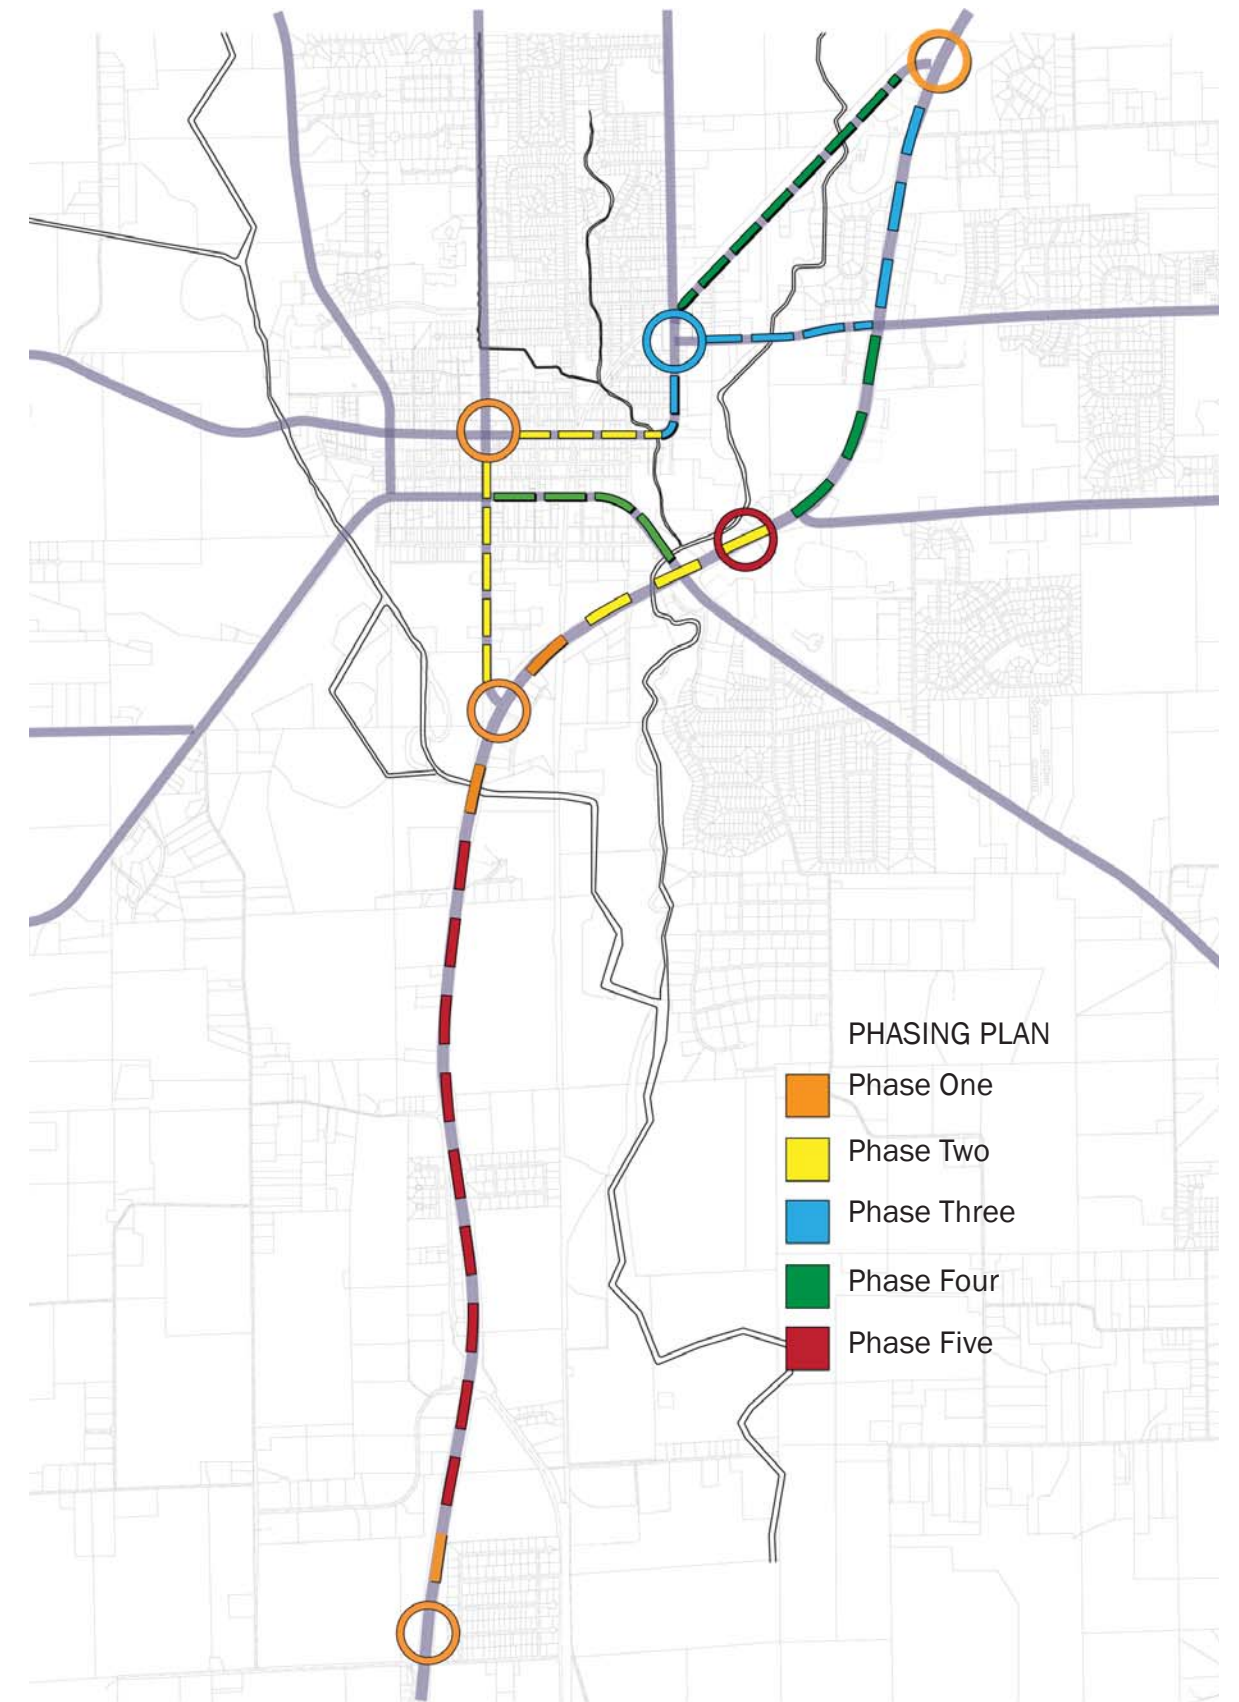 PHASING PLAN
Phase One
Phase Two
Phase Three
Phase Four
Phase Five